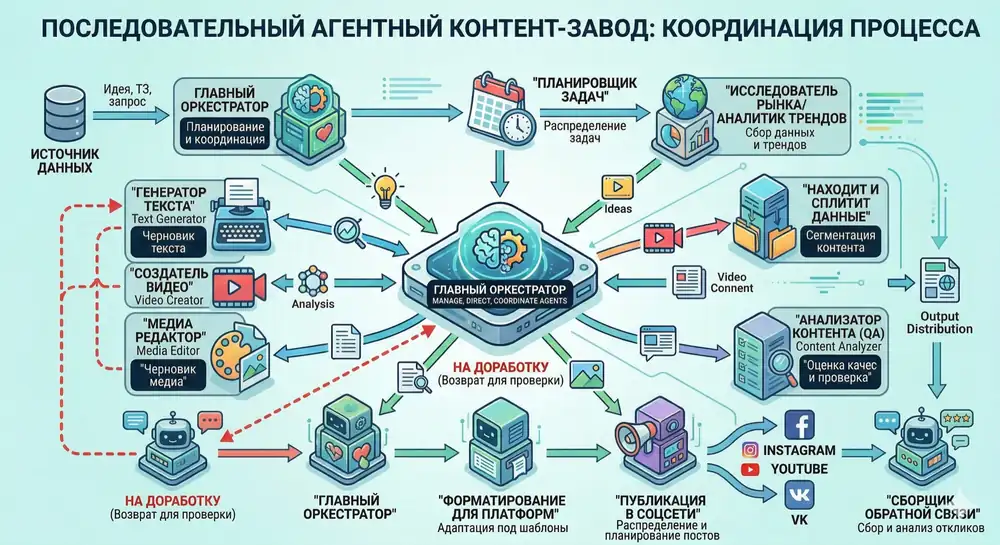 ПОСЛЕДОВАТЕЛЬНЫЙ АГЕНТНЫЙ КОНТЕНТ-ЗАВОД: КООРДИНАЦИЯ ПРОЦЕССА
Идея, ТЗ,
запрос
ИСТОЧНИК
ДАННЫХ
ГЛАВНЫЙ
ОРКЕСТРАТОР
Планирование
и координация
"ПЛАНИРОВЩИК
ЗАДАЧ"
Распределение
задач
"ИССЛЕДОВАТЕЛЬ
РЫНКА/
АНАЛИТИК ТРЕНДОВ"
Сбор данных
и трендов
"ГЕНЕРАТОР
ТЕКСТА"
Text Generator
Черновик
текста
Ideas
"НАХОДИТ И
СПЛИТИТ ДАННЫЕ"
Сегментация
контента
"СОЗДАТЕЛЬ
ВИДЕО"
Video Creator
Analysis
ГЛАВНЫЙ ОРКЕСТРАТОР
MANAGE, DIRECT, COORDINATE AGENTS
Video
Connent
Output
Distribution
"МЕДИА
РЕДАКТОР"
Media Editor
"Черновик
медиа"
"АНАЛИЗАТОР
КОНТЕНТА (QA)
Content Analyzer
"Оценка качес
и проверка"
НА ДОРАБОТКУ
(Возврат для проверки)
НА ДОРАБОТКУ
(Возврат для проверки)
"ГЛАВНЫЙ
ОРКЕСТРАТОР"
"ФОРМАТИРОВАНИЕ
ДЛЯ ПЛАТФОРМ"
Адаптация под шаблоны
"ПУБЛИКАЦИЯ
В СОЦСЕТИ"
Распределение и
планирование постов
INSTAGRAM
YOUTUBE
VK
"СБОРЩИК
ОБРАТНОЙ СВЯЗИ"
Сбор и анализ откликов